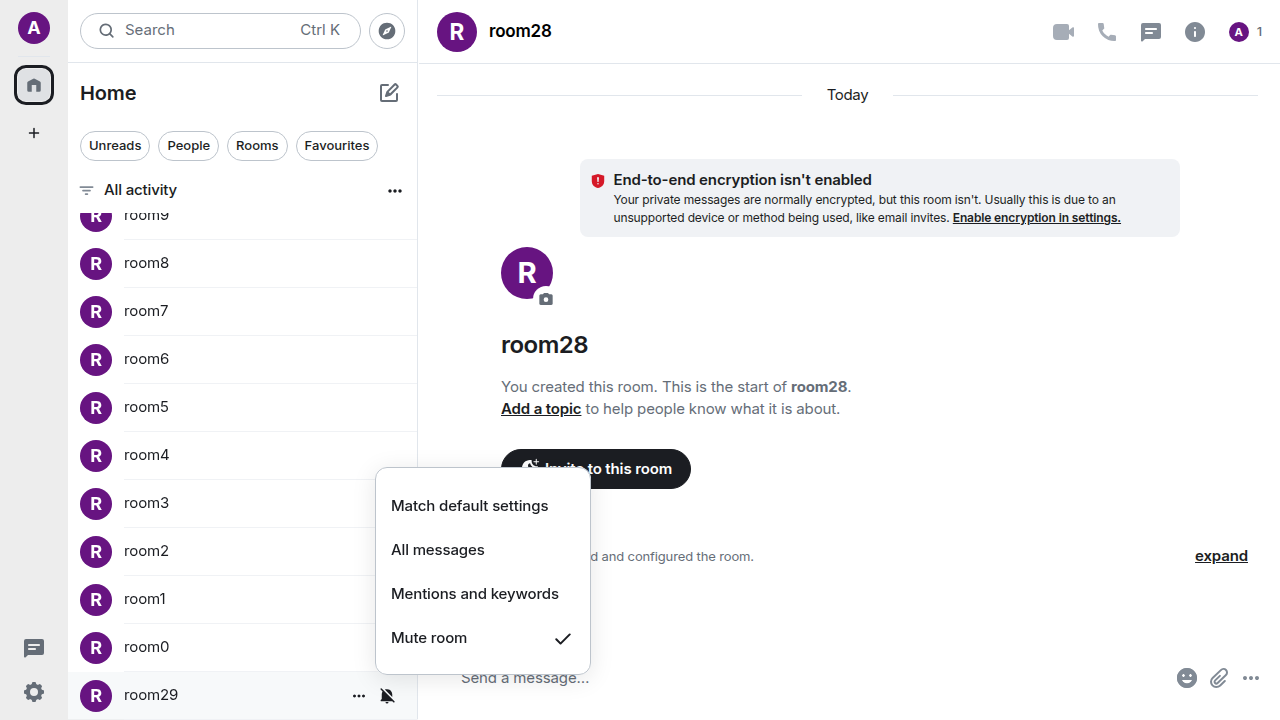 A
Search Ctrl K
Home
Unreads People Rooms Favourites
All activity
R room9
R room8
R room7
R room6
R room5
R room4
R room3
R room2
R room1
R room0
R room29
R room28
A 1
Today
End-to-end encryption isn't enabled
Your private messages are normally encrypted, but this room isn't. Usually this is due to an
unsupported device or method being used, like email invites. Enable encryption in settings.
R
room28
You created this room. This is the start of room28.
Add a topic to help people know what it is about.
Invite to this room
d and configured the room. expand
Match default settings
All messages
Mentions and keywords
Mute room
Send a message...